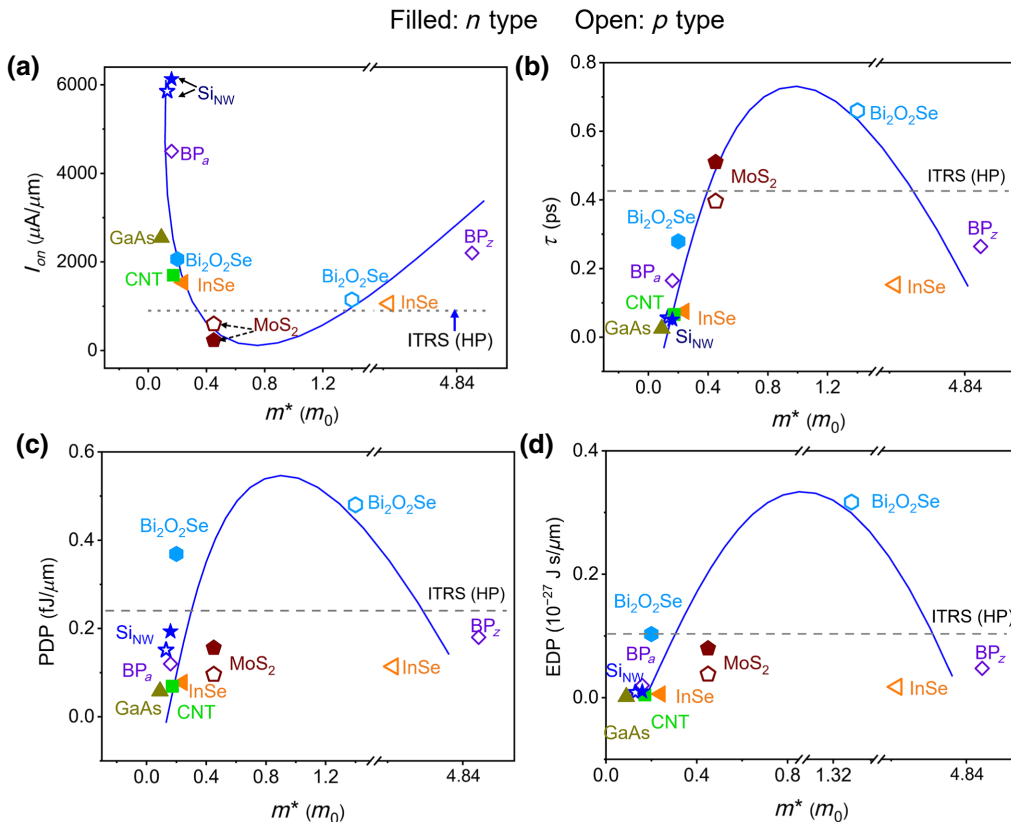 Filled: n type Open: p type
(a)
6000
4000
2000
0
I_on (μA/μm)
Si_NW
BP_a
GaAs
Bi₂O₂Se
CNT
InSe
MoS₂
Bi₂O₂Se
InSe
BP_z
ITRS (HP)
0.0 0.4 0.8 1.2 4.84
m* (m₀)
(b)
0.8
0.6
0.4
0.2
0.0
τ (ps)
Bi₂O₂Se
MoS₂
ITRS (HP)
Bi₂O₂Se
BP_z
BP_a
CNT
InSe
InSe
GaAs
Si_NW
0.0 0.4 1.2 4.84
m* (m₀)
(c)
0.6
0.4
0.2
0.0
PDP (fJ/μm)
Bi₂O₂Se
Bi₂O₂Se
ITRS (HP)
Si_NW
BP_a
MoS₂
BP_z
InSe
InSe
GaAs
CNT
0.0 0.4 1.2 4.84
m* (m₀)
(d)
0.4
0.2
0.0
EDP (10⁻²⁷ J s/μm)
Bi₂O₂Se
Bi₂O₂Se
ITRS (HP)
BP_a
MoS₂
BP_z
Si_NW
InSe
InSe
CNT
GaAs
0.0 0.4 0.8 1.32 4.84
m* (m₀)